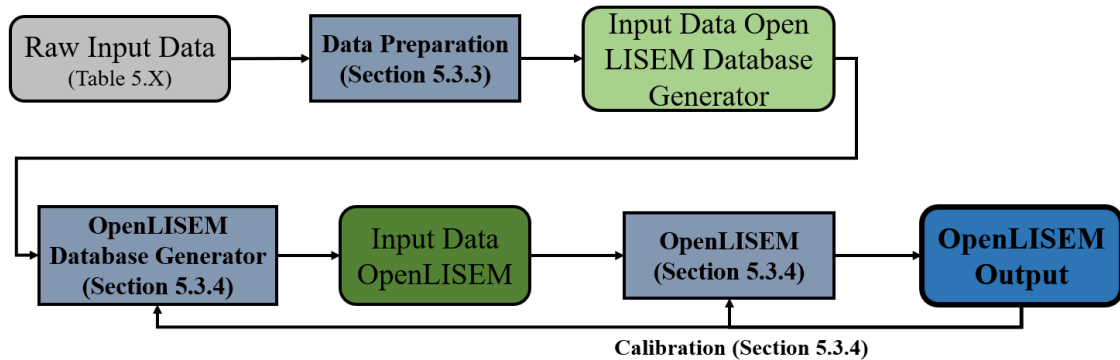 Raw Input Data
(Table 5.X)
Data Preparation
(Section 5.3.3)
Input Data Open
LISEM Database
Generator
OpenLISEM
Database Generator
(Section 5.3.4)
Input Data
OpenLISEM
OpenLISEM
(Section 5.3.4)
OpenLISEM
Output
Calibration (Section 5.3.4)